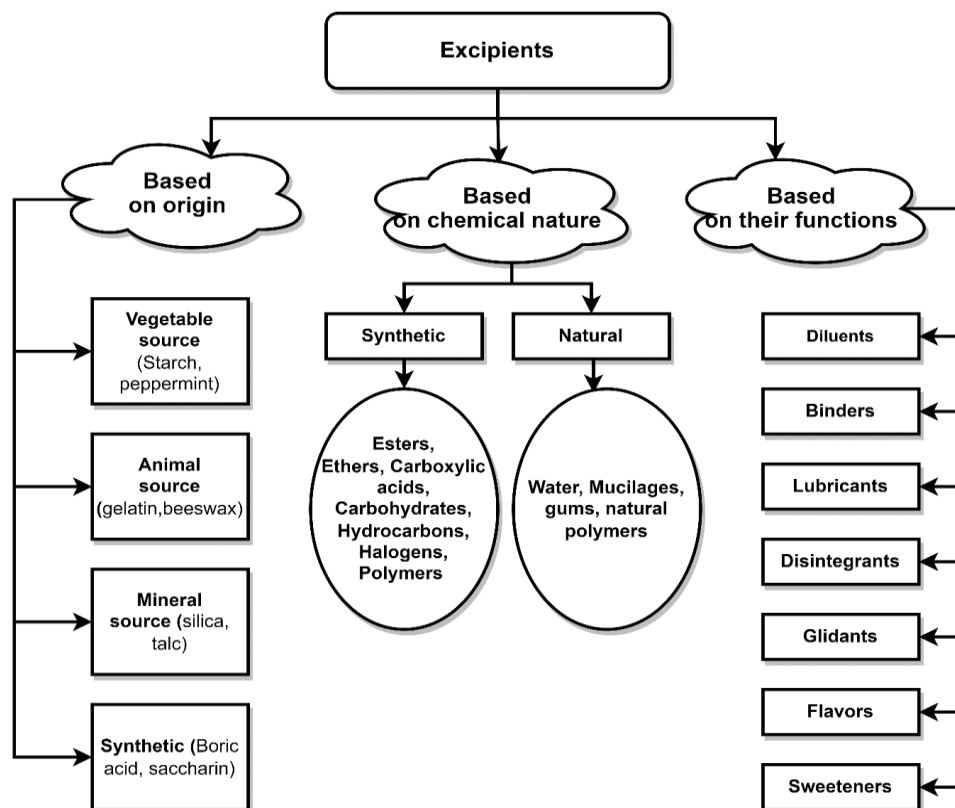 Excipients
Based
on origin
Based
on chemical nature
Based
on their functions
Vegetable
source
(Starch,
peppermint)
Animal
source
(gelatin,beeswax)
Mineral
source (silica,
talc)
Synthetic (Boric
acid, saccharin)
Synthetic
Natural
Esters,
Ethers, Carboxylic
acids,
Carbohydrates,
Hydrocarbons,
Halogens,
Polymers
Water, Mucilages,
gums, natural
polymers
Diluents
Binders
Lubricants
Disintegrants
Glidants
Flavors
Sweeteners